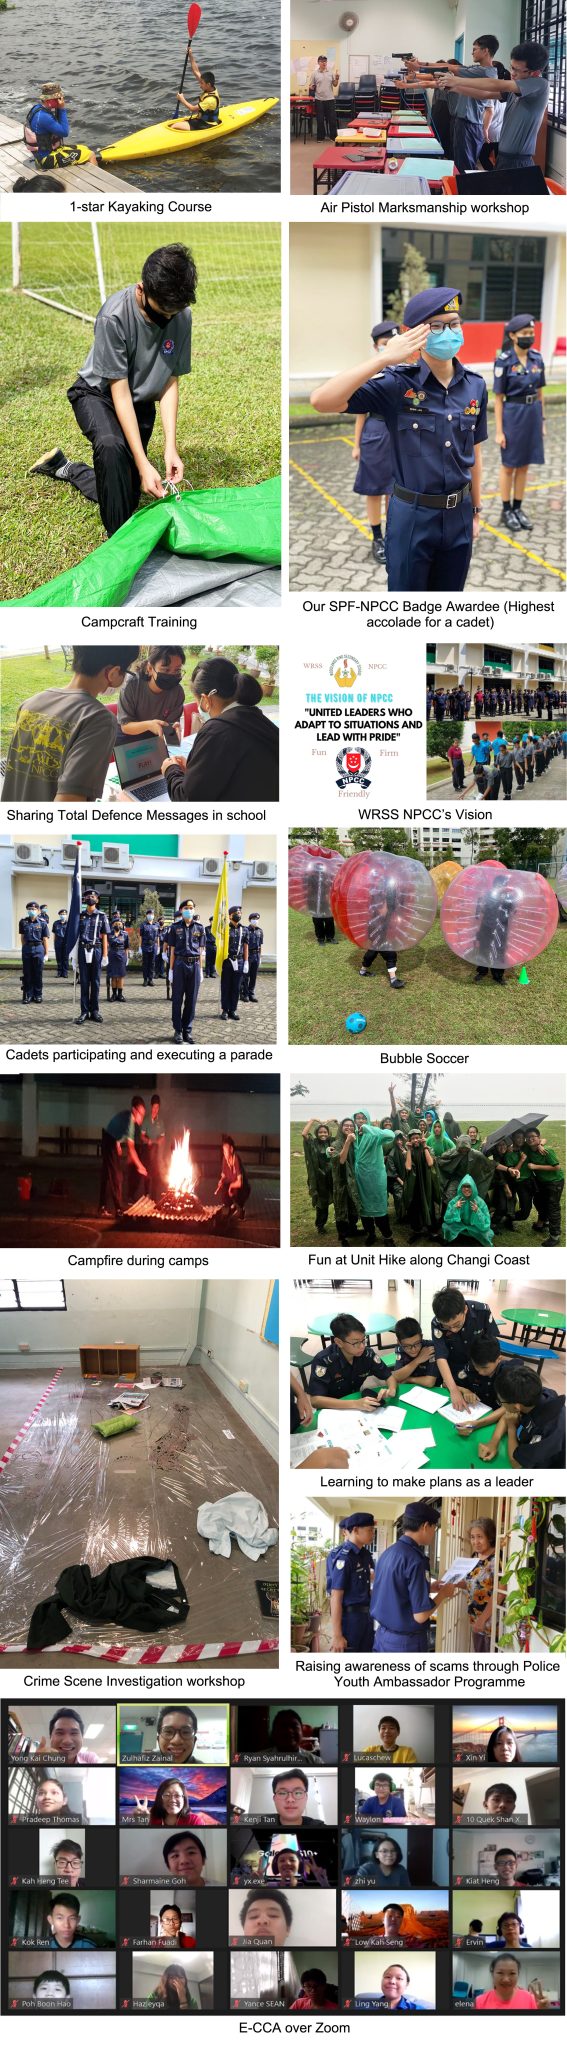 1-star Kayaking Course
Air Pistol Marksmanship workshop
Campcraft Training
Our SPF-NPCC Badge Awardee (Highest
accolade for a cadet)
WRSS
NPCC
THE VISION OF NPCC
"UNITED LEADERS WHO
ADAPT TO SITUATIONS AND
LEAD WITH PRIDE"
Fun
Firm
NPCC
Friendly
Sharing Total Defence Messages in school
WRSS NPCC's Vision
Cadets participating and executing a parade
Bubble Soccer
Campfire during camps
Fun at Unit Hike along Changi Coast
Learning to make plans as a leader
Crime Scene Investigation workshop
Raising awareness of scams through Police
Youth Ambassador Programme
Yong Kai Chung
Zulhafiz Zainal
Ryan Syahrulhir...
Lucaschew
Xin Yi
Pradeep Thomas
Mrs Tan
Kenji Tan
Waylon
10 Quek Shan X...
Kah Heng Tee
Sharmaine Goh
yx.exe
zhi yu
Kiat Heng
Kok Ren
Farhan Fuadi
Jia Quan
Low Kah Seng
Ervin
Poh Boon Hao
Hazleyqa
Yance SEAN
Ling Yang
elena
E-CCA over Zoom